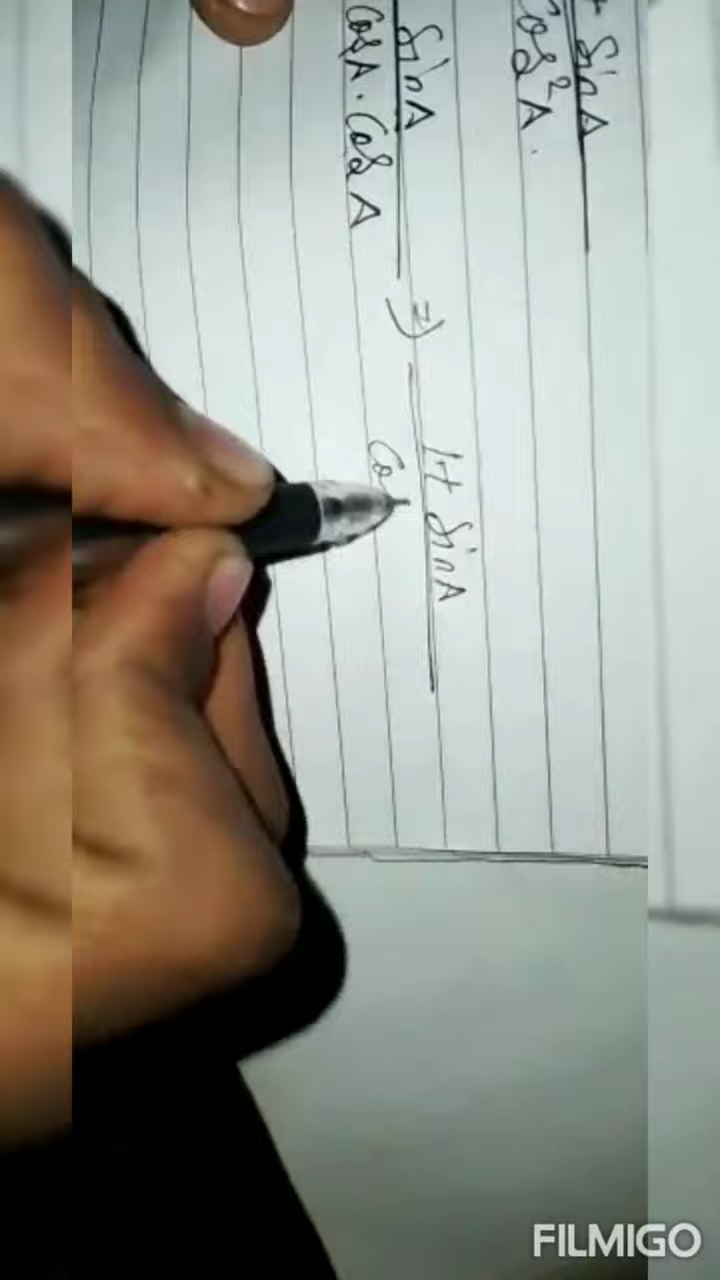 + SinA
Cos²A.
SinA
CosA.CosA
⇒ 1+ SinA
Co
FILMIGO